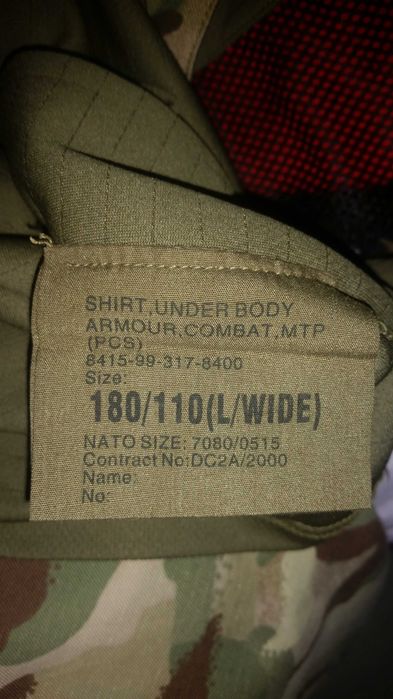 SHIRT,UNDER BODY
ARMOUR,COMBAT,MTP
(PCS)
8415-99-317-8400
Size:
180/110(L/WIDE)
NATO SIZE: 7080/0515
Contract No:DC2A/2000
Name:
No: